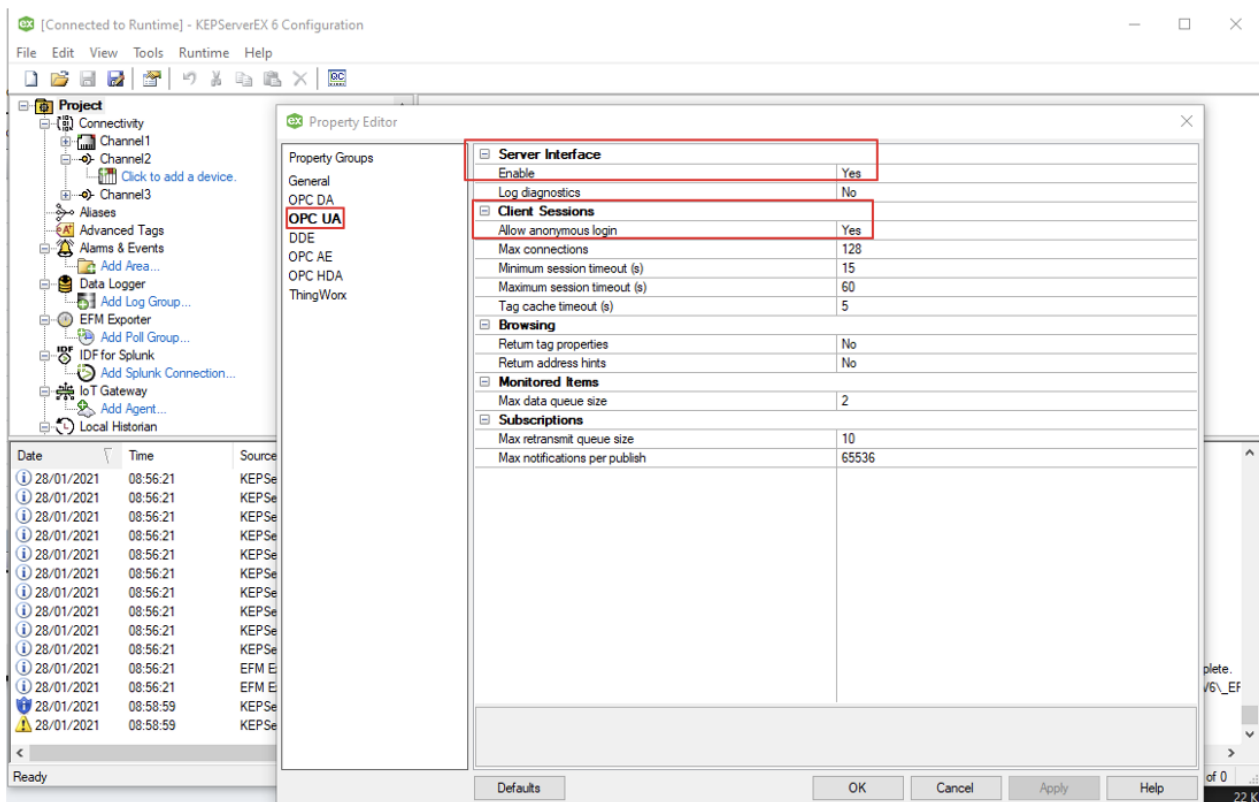 [Connected to Runtime] - KEPServerEX 6 Configuration
File Edit View Tools Runtime Help
Project
Connectivity
Channel1
Channel2
Click to add a device.
Channel3
Aliases
Advanced Tags
Alarms & Events
Add Area...
Data Logger
Add Log Group...
EFM Exporter
Add Poll Group...
IDF for Splunk
Add Splunk Connection...
IoT Gateway
Add Agent...
Local Historian
Property Editor
Property Groups
General
OPC DA
OPC UA
DDE
OPC AE
OPC HDA
ThingWorx
Server Interface
Enable Yes
Log diagnostics No
Client Sessions
Allow anonymous login Yes
Max connections 128
Minimum session timeout (s) 15
Maximum session timeout (s) 60
Tag cache timeout (s) 5
Browsing
Return tag properties No
Return address hints No
Monitored Items
Max data queue size 2
Subscriptions
Max retransmit queue size 10
Max notifications per publish 65536
Defaults OK Cancel Apply Help
Date Time Source
28/01/2021 08:56:21 KEPSe
28/01/2021 08:56:21 KEPSe
28/01/2021 08:56:21 KEPSe
28/01/2021 08:56:21 KEPSe
28/01/2021 08:56:21 KEPSe
28/01/2021 08:56:21 KEPSe
28/01/2021 08:56:21 KEPSe
28/01/2021 08:56:21 KEPSe
28/01/2021 08:56:21 KEPSe
28/01/2021 08:56:21 KEPSe
28/01/2021 08:56:21 EFM E
plete.
28/01/2021 08:56:21 EFM E
/6\_EF
28/01/2021 08:58:59 KEPSe
28/01/2021 08:58:59 KEPSe
Ready
of 0